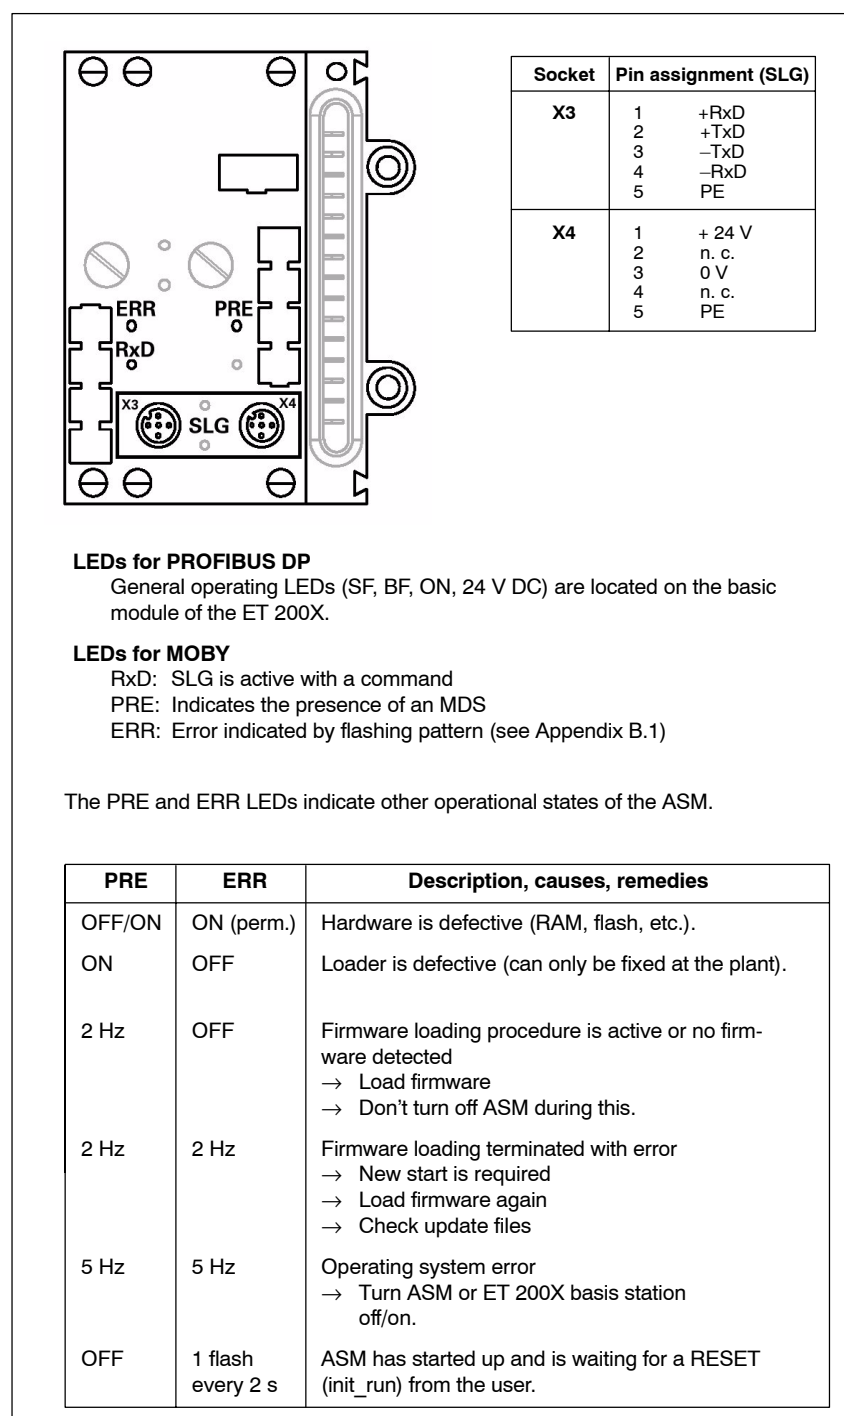 Socket Pin assignment (SLG)
X3 1 +RxD
2 +TxD
3 –TxD
4 –RxD
5 PE
X4 1 + 24 V
2 n. c.
3 0 V
4 n. c.
5 PE
ERR PRE
RxD
X3 SLG X4
LEDs for PROFIBUS DP
General operating LEDs (SF, BF, ON, 24 V DC) are located on the basic
module of the ET 200X.
LEDs for MOBY
RxD: SLG is active with a command
PRE: Indicates the presence of an MDS
ERR: Error indicated by flashing pattern (see Appendix B.1)
The PRE and ERR LEDs indicate other operational states of the ASM.
PRE ERR Description, causes, remedies
OFF/ON ON (perm.) Hardware is defective (RAM, flash, etc.).
ON OFF Loader is defective (can only be fixed at the plant).
2 Hz OFF Firmware loading procedure is active or no firm-
ware detected
→ Load firmware
→ Don't turn off ASM during this.
2 Hz 2 Hz Firmware loading terminated with error
→ New start is required
→ Load firmware again
→ Check update files
5 Hz 5 Hz Operating system error
→ Turn ASM or ET 200X basis station
off/on.
OFF 1 flash ASM has started up and is waiting for a RESET
every 2 s (init_run) from the user.